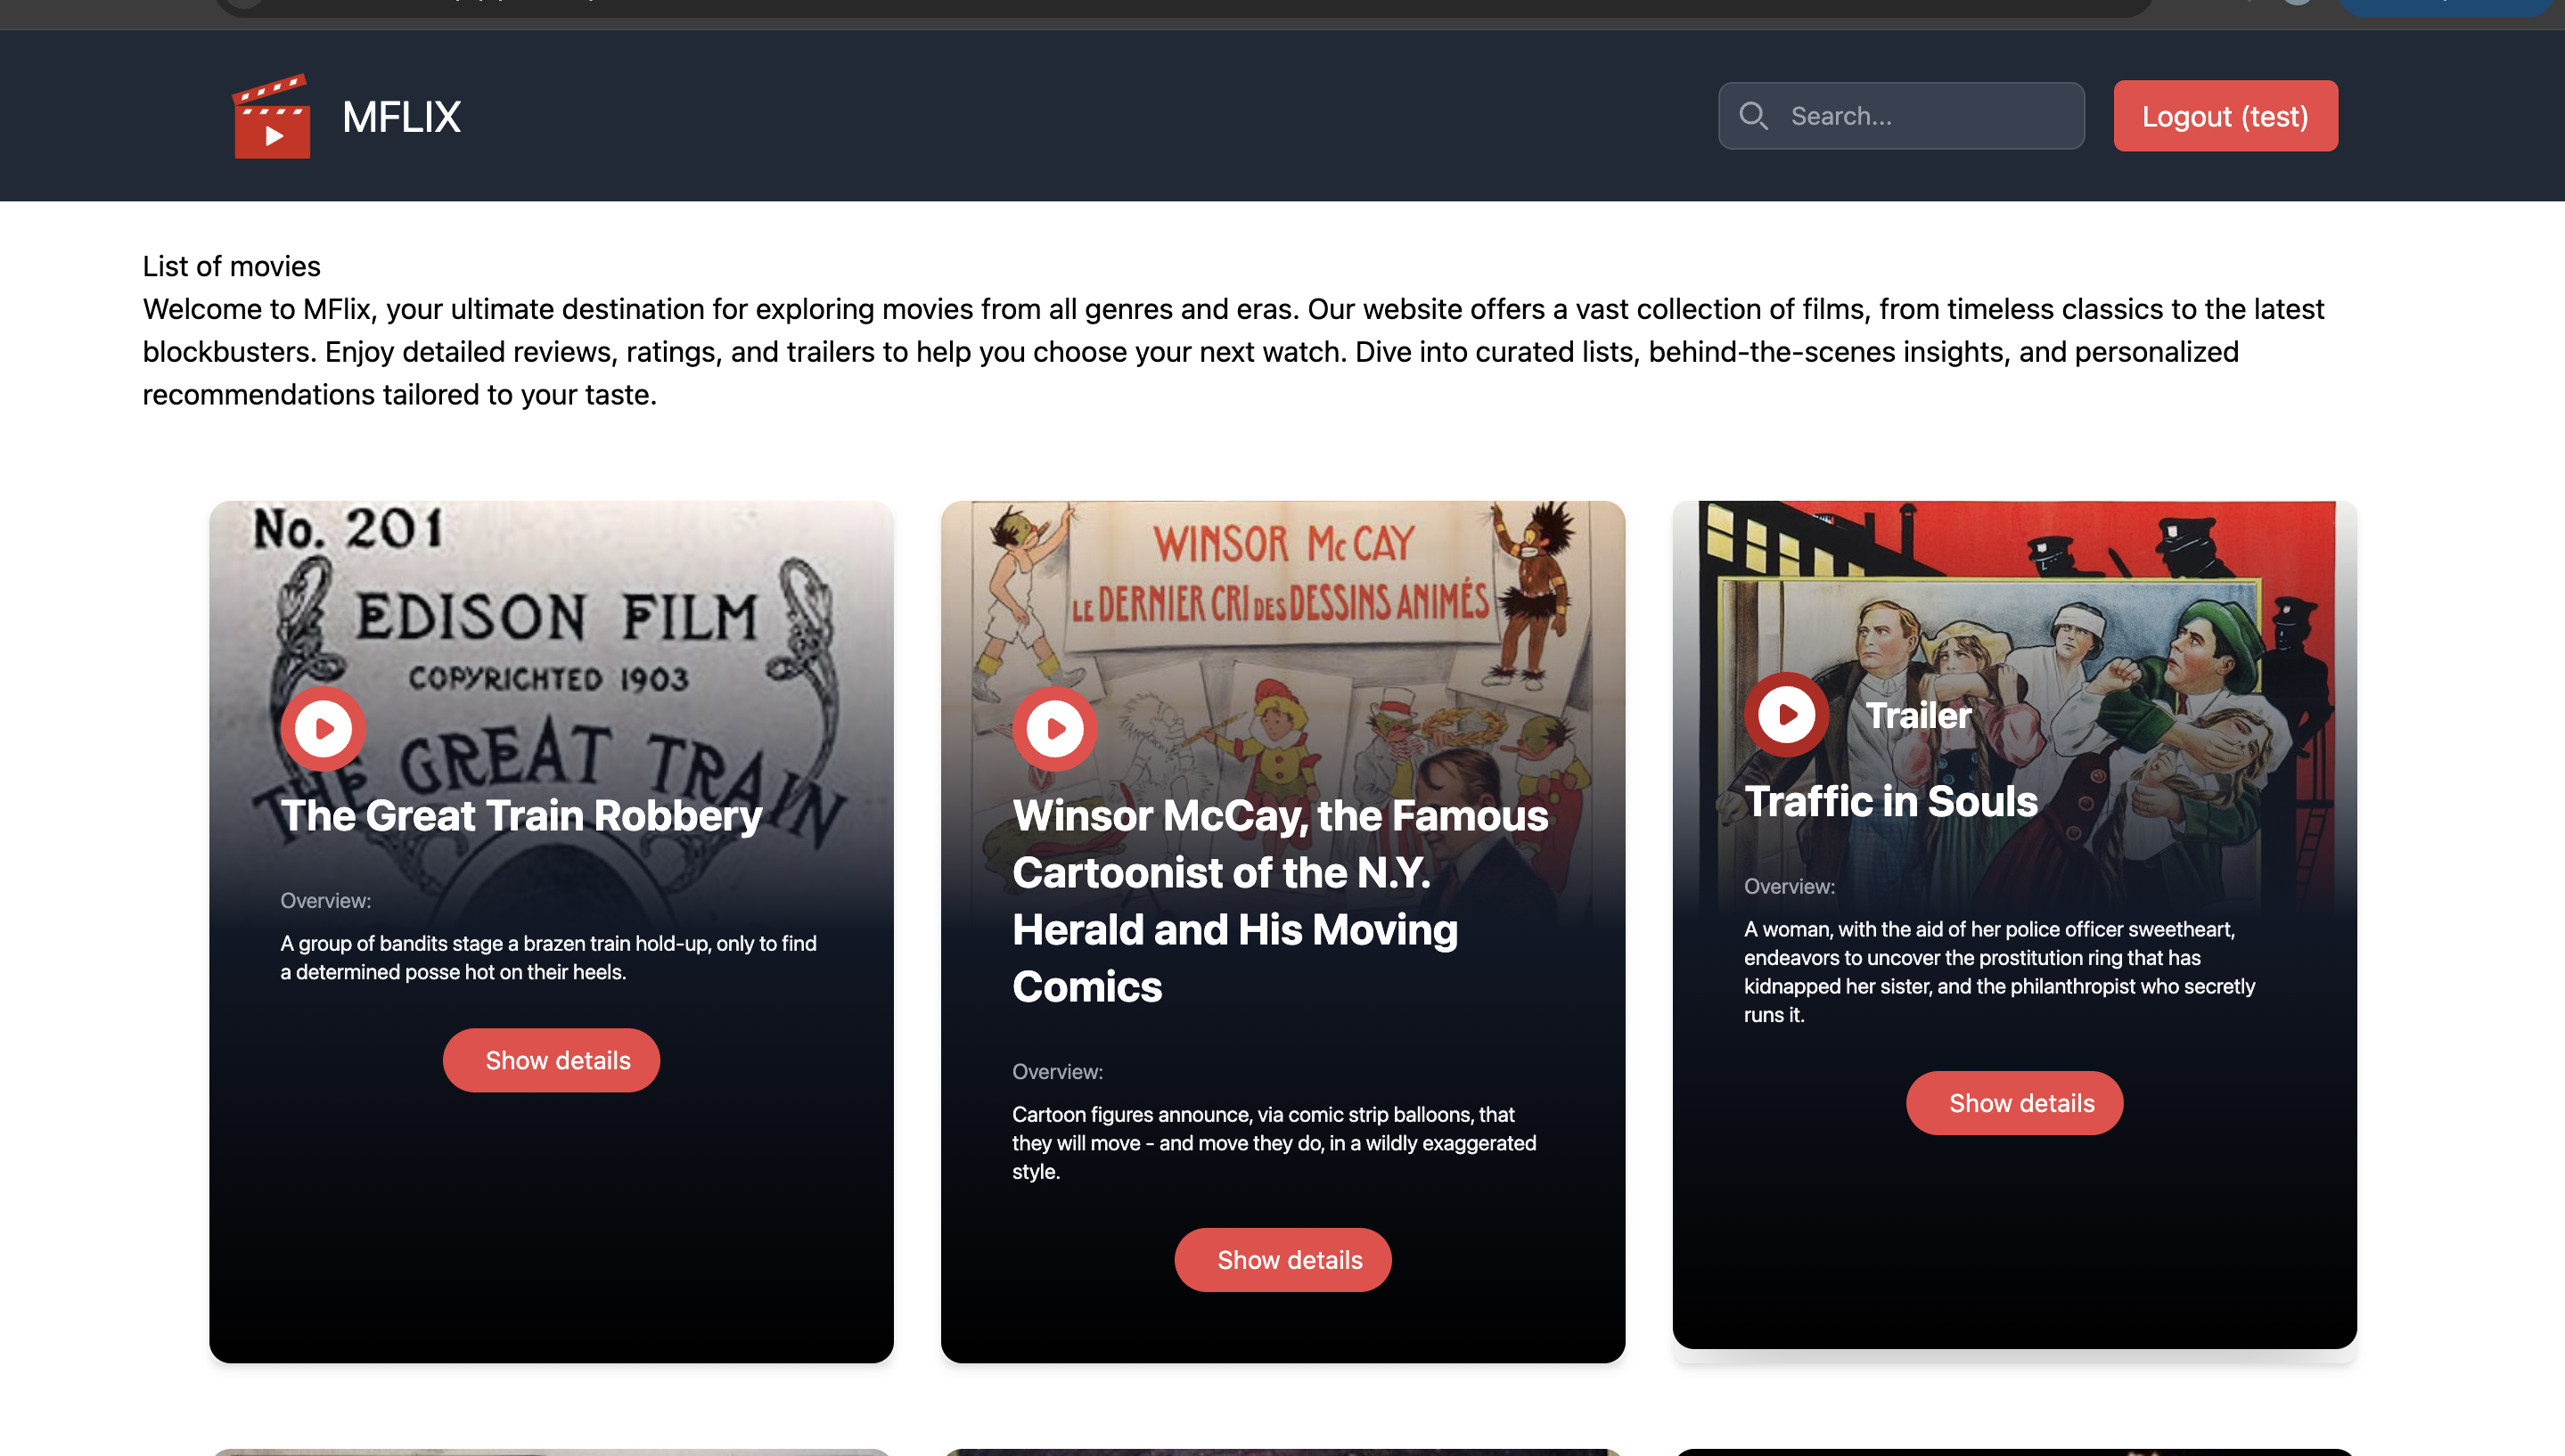 MFLIX
Search...
Logout (test)
List of movies
Welcome to MFlix, your ultimate destination for exploring movies from all genres and eras. Our website offers a vast collection of films, from timeless classics to the latest
blockbusters. Enjoy detailed reviews, ratings, and trailers to help you choose your next watch. Dive into curated lists, behind-the-scenes insights, and personalized
recommendations tailored to your taste.
No. 201
EDISON FILM
COPYRIGHTED 1903
THE GREAT TRAIN
The Great Train Robbery
Overview:
A group of bandits stage a brazen train hold-up, only to find
a determined posse hot on their heels.
Show details
WINSOR McCAY
LE DERNIER CRI DES DESSINS ANIMÉS
Winsor McCay, the Famous
Cartoonist of the N.Y.
Herald and His Moving
Comics
Overview:
Cartoon figures announce, via comic strip balloons, that
they will move - and move they do, in a wildly exaggerated
style.
Show details
Trailer
Traffic in Souls
Overview:
A woman, with the aid of her police officer sweetheart,
endeavors to uncover the prostitution ring that has
kidnapped her sister, and the philanthropist who secretly
runs it.
Show details